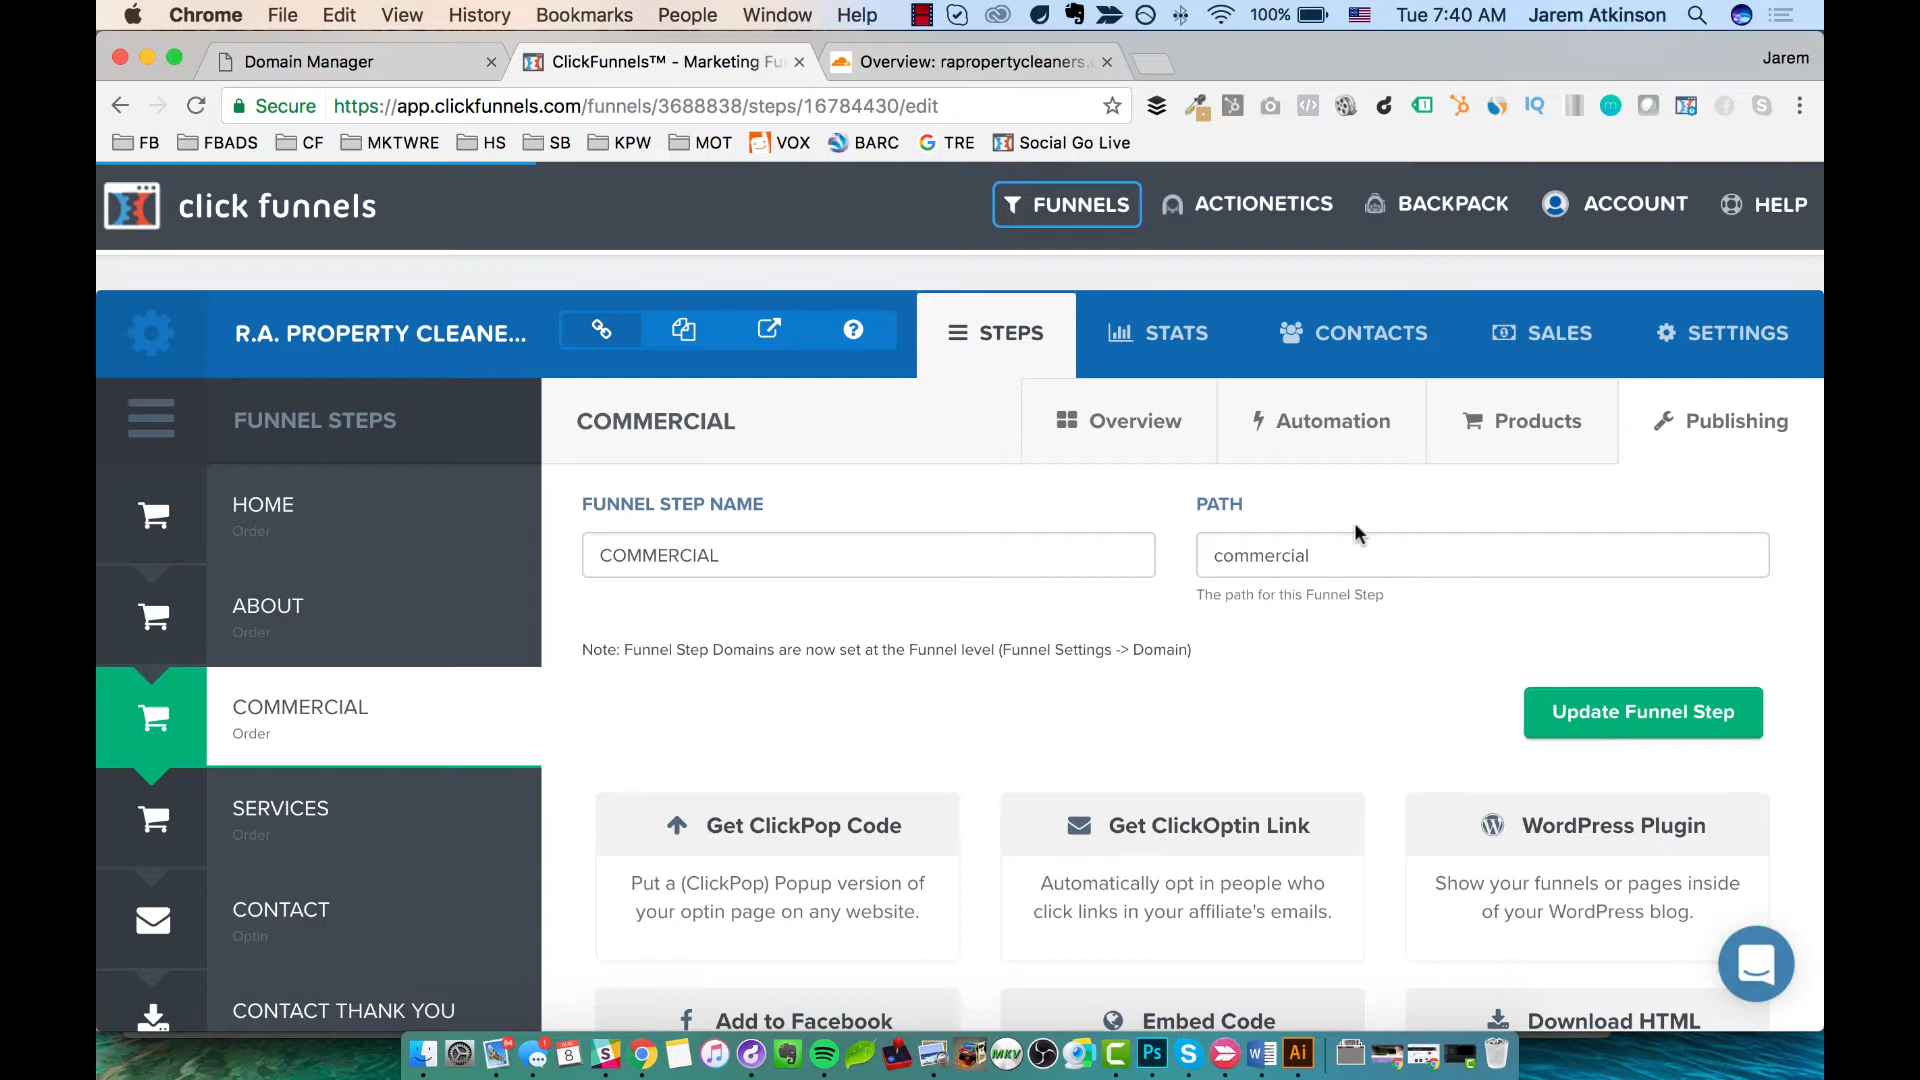 Chrome File Edit View History Bookmarks People Window Help 100% Tue 7:40 AM Jarem Atkinson
Domain Manager ClickFunnels™ - Marketing Fu Overview: rapropertycleaners.c Jarem
Secure https://app.clickfunnels.com/funnels/3688838/steps/16784430/edit
FB FBADS CF MKTWRE HS SB KPW MOT VOX BARC TRE Social Go Live
click funnels FUNNELS ACTIONETICS BACKPACK ACCOUNT HELP
R.A. PROPERTY CLEANE... STEPS STATS CONTACTS SALES SETTINGS
FUNNEL STEPS COMMERCIAL Overview Automation Products Publishing
HOME
Order
ABOUT
Order
COMMERCIAL
Order
SERVICES
Order
CONTACT
Optin
CONTACT THANK YOU
FUNNEL STEP NAME PATH
COMMERCIAL commercial
The path for this Funnel Step
Note: Funnel Step Domains are now set at the Funnel level (Funnel Settings -> Domain)
Update Funnel Step
Get ClickPop Code
Put a (ClickPop) Popup version of
your optin page on any website.
Get ClickOptin Link
Automatically opt in people who
click links in your affiliate's emails.
WordPress Plugin
Show your funnels or pages inside
of your WordPress blog.
Add to Facebook Embed Code Download HTML
84 1 AUG 8 MKV Ps W Ai